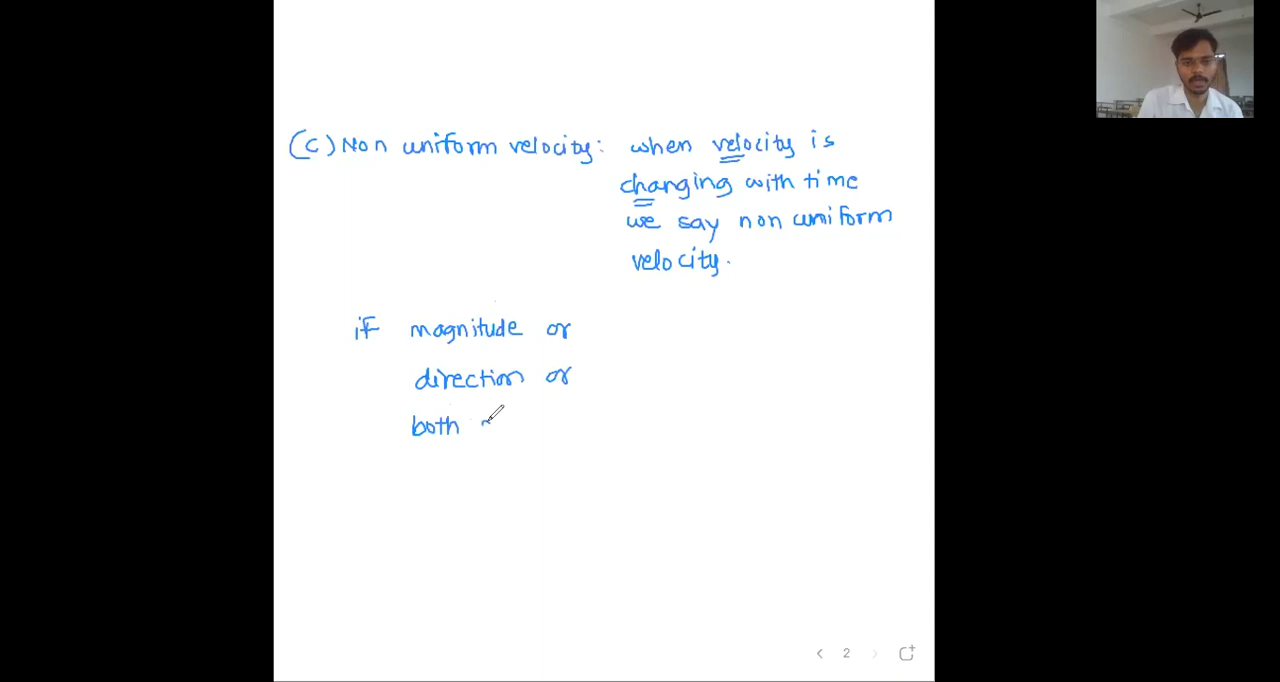 (C) Non uniform velocity: when velocity is
changing with time
we say non uniform
velocity.
if magnitude or
direction or
both
2